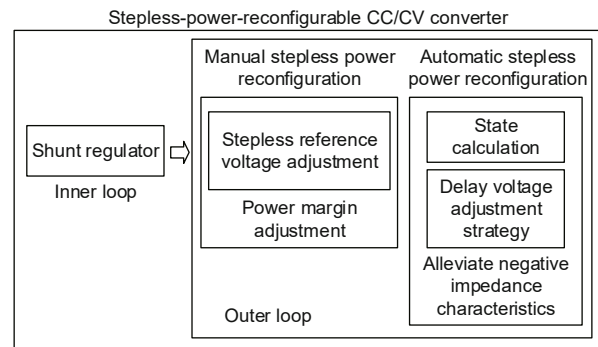 Stepless-power-reconfigurable CC/CV converter
Shunt regulator
Inner loop
Manual stepless power
reconfiguration
Stepless reference
voltage adjustment
Power margin
adjustment
Automatic stepless
power reconfiguration
State
calculation
Delay voltage
adjustment
strategy
Alleviate negative
impedance
characteristics
Outer loop